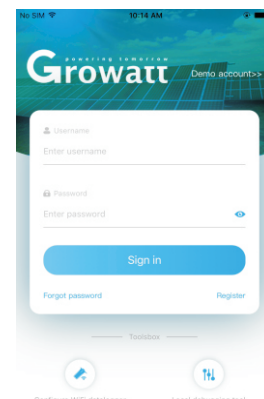 No SIM 10:14 AM
powering tomorrow
Growatt
Demo account>>
Username
Enter username
Password
Enter password
Sign in
Forgot password Register
Toolsbox